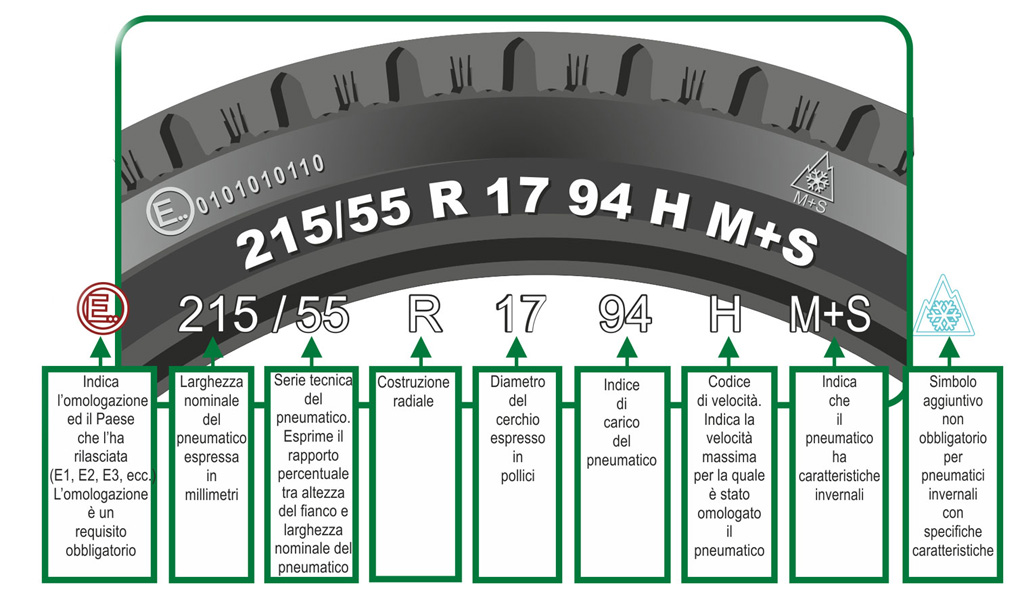 E.. 0101010110
M+S
215/55 R 17 94 H M+S
E.. 215 / 55 R 17 94 H M+S
Indica
l'omologazione
ed il Paese
che l'ha
rilasciata
(E1, E2, E3, ecc.)
L'omologazione
è un
requisito
obbligatorio
Larghezza
nominale
del
pneumatico
espressa
in
millimetri
Serie tecnica
del
pneumatico.
Esprime il
rapporto
percentuale
tra altezza
del fianco e
larghezza
nominale del
pneumatico
Costruzione
radiale
Diametro
del
cerchio
espresso
in
pollici
Indice
di
carico
del
pneumatico
Codice
di velocità.
Indica la
velocità
massima
per la quale
è stato
omologato
il
pneumatico
Indica
che
il
pneumatico
ha
caratteristiche
invernali
Simbolo
aggiuntivo
non
obbligatorio
per
pneumatici
invernali
con
specifiche
caratteristiche